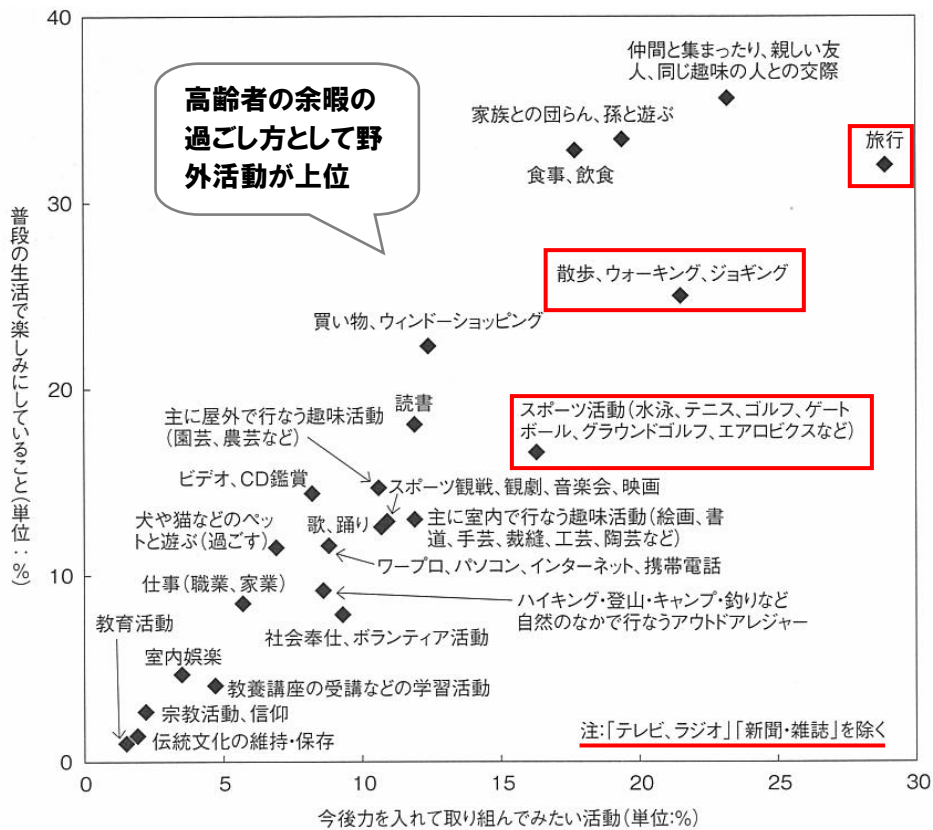 40
30
20
10
0
普段の生活で楽しみにしていること(単位:%)
高齢者の余暇の
過ごし方として野
外活動が上位
仲間と集まったり、親しい友
人、同じ趣味の人との交際
家族との団らん、孫と遊ぶ
食事、飲食
旅行
散歩、ウォーキング、ジョギング
買い物、ウィンドーショッピング
読書
スポーツ活動(水泳、テニス、ゴルフ、ゲート
ボール、グラウンドゴルフ、エアロビクスなど)
主に屋外で行なう趣味活動
(園芸、農芸など)
ビデオ、CD鑑賞
スポーツ観戦、観劇、音楽会、映画
犬や猫などのペッ
トと遊ぶ(過ごす)
歌、踊り
主に室内で行なう趣味活動(絵画、書
道、手芸、裁縫、工芸、陶芸など)
ワープロ、パソコン、インターネット、携帯電話
仕事(職業、家業)
ハイキング・登山・キャンプ・釣りなど
自然のなかで行なうアウトドアレジャー
教育活動
社会奉仕、ボランティア活動
室内娯楽
教養講座の受講などの学習活動
宗教活動、信仰
伝統文化の維持・保存
注:「テレビ、ラジオ」「新聞・雑誌」を除く
0 5 10 15 20 25 30
今後力を入れて取り組んでみたい活動(単位:%)